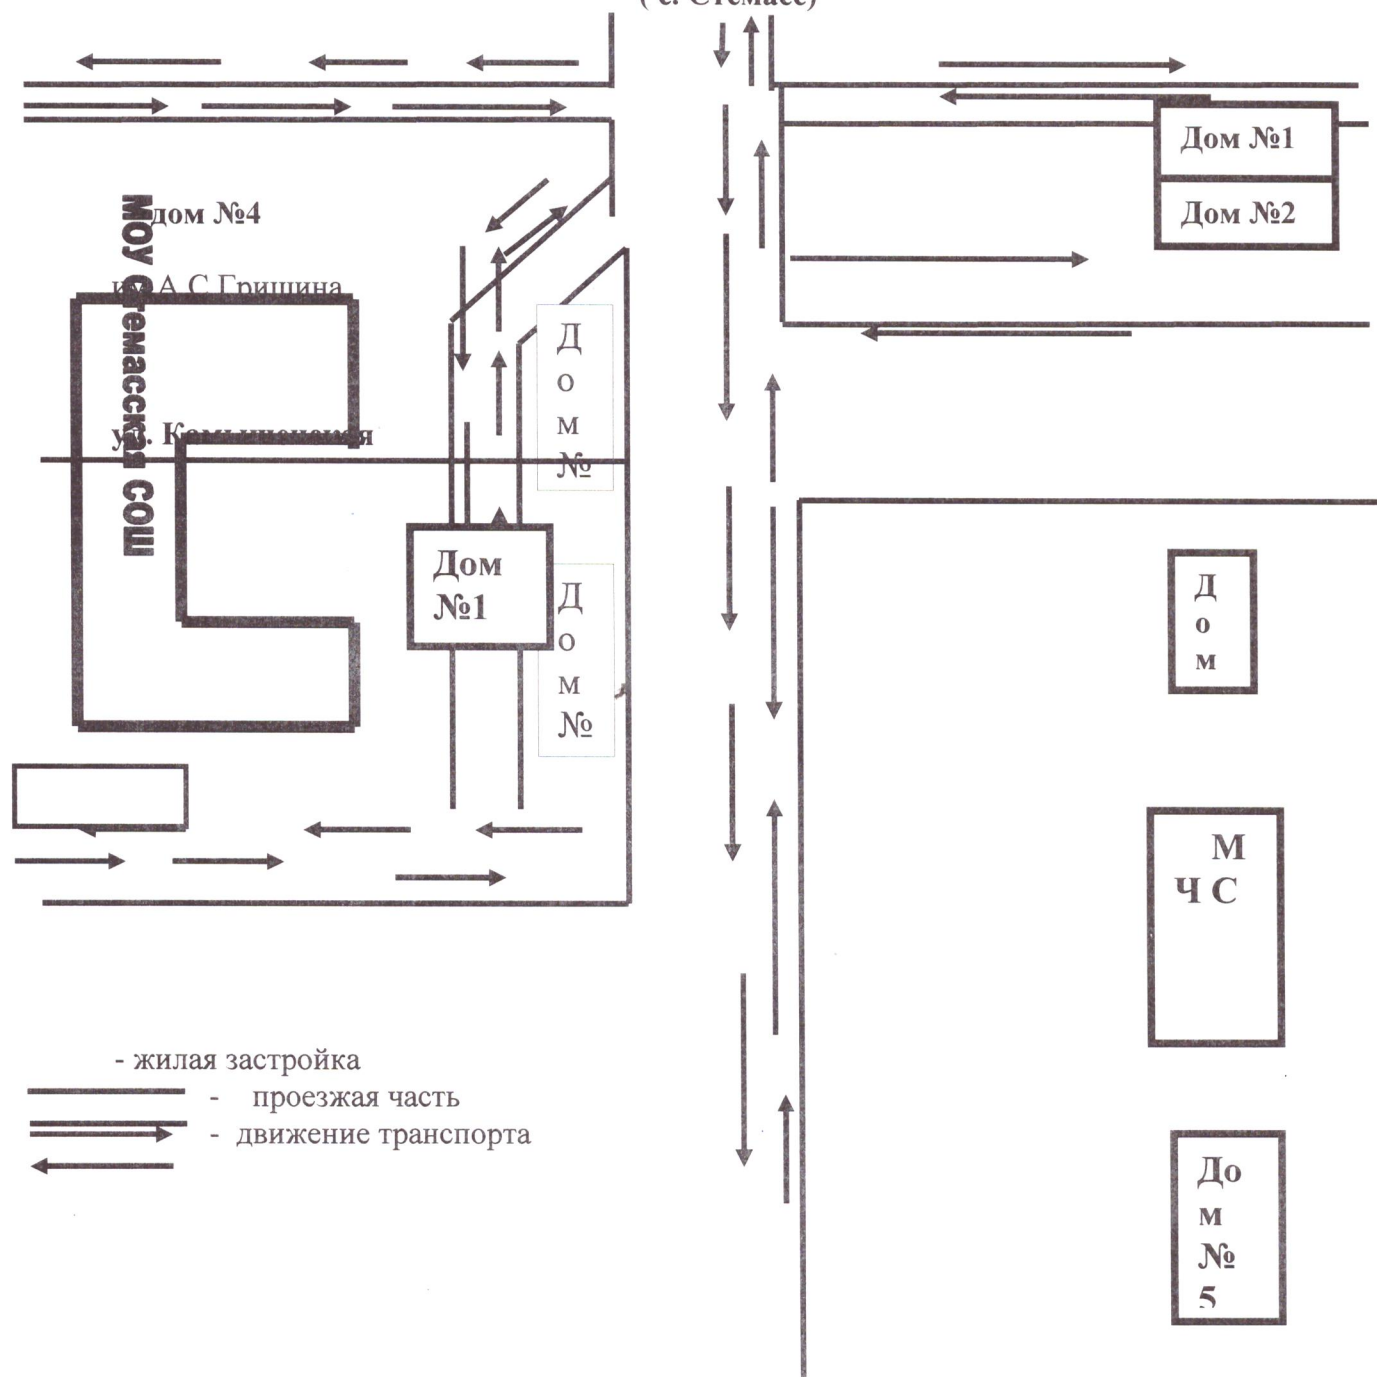 ( с. Стемасс)
Дом №1
Дом №2
МОУ Стемасская СОШ
дом №4
им А.С.Гришина
ул.
Д
о
м
№
Дом
№1
Д
о
м
№
Д
о
м
М
Ч С
До
м
№
5
- жилая застройка
- проезжая часть
- движение транспорта